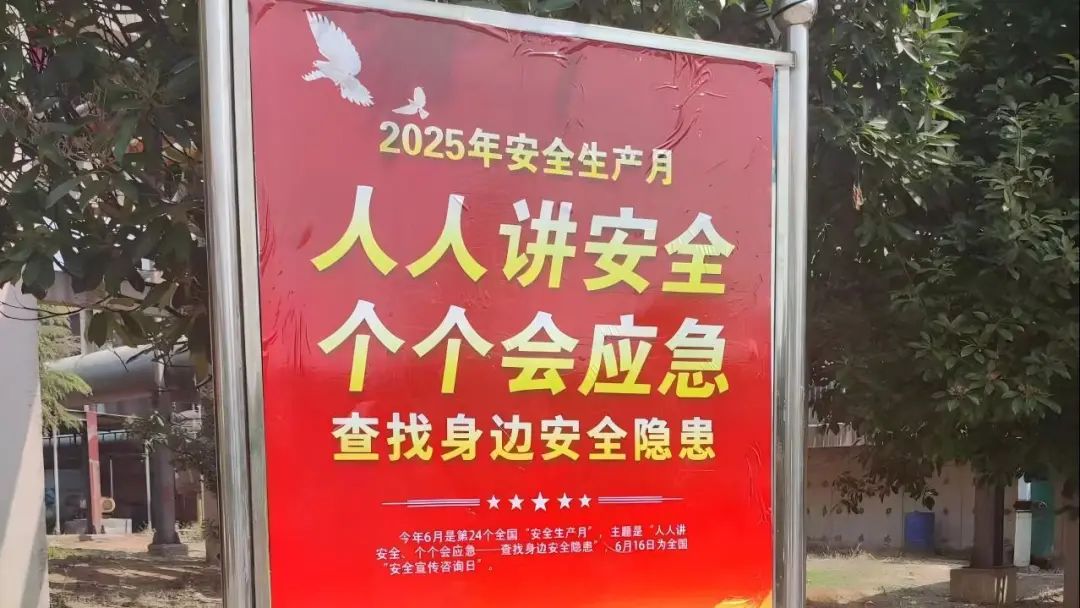 2025年安全生产月
人人讲安全
个个会应急
查找身边安全隐患
今年6月是第24个全国“安全生产月”，主题是“人人讲
安全、个个会应急——查找身边安全隐患”，6月16日为全国
“安全宣传咨询日”。